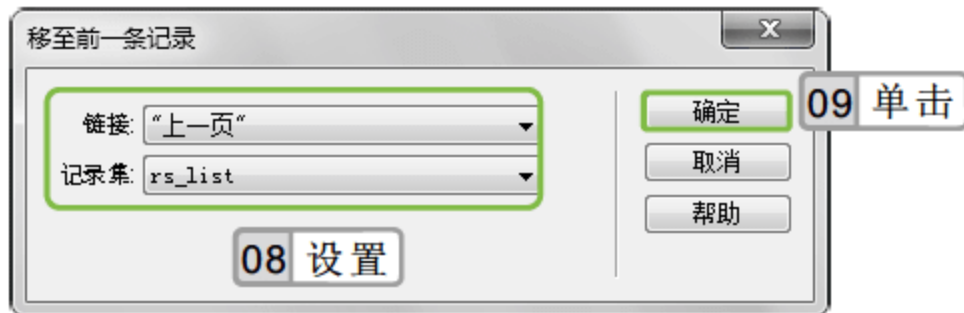 移至前一条记录
x
链接: "上一页"
记录集: rs_list
确定
取消
帮助
08 设置
09 单击